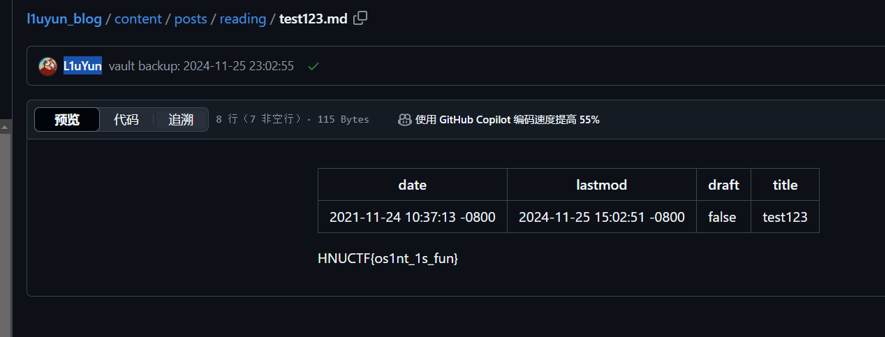 l1uyun_blog / content / posts / reading / test123.md
L1uYun vault backup: 2024-11-25 23:02:55
预览 代码 追溯 8 行（7 非空行）· 115 Bytes 使用 GitHub Copilot 编码速度提高 55%
date lastmod draft title
2021-11-24 10:37:13 -0800 2024-11-25 15:02:51 -0800 false test123
HNUCTF{os1nt_1s_fun}